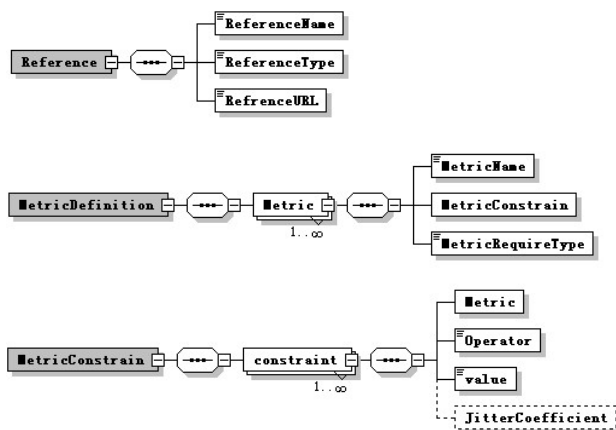 ReferenceName
Reference
ReferenceType
RefrenceURL
MetricName
MetricDefinition
Metric
MetricConstrain
1..∞
MetricRequireType
Metric
MetricConstrain
constraint
Operator
1..∞
value
JitterCoefficient